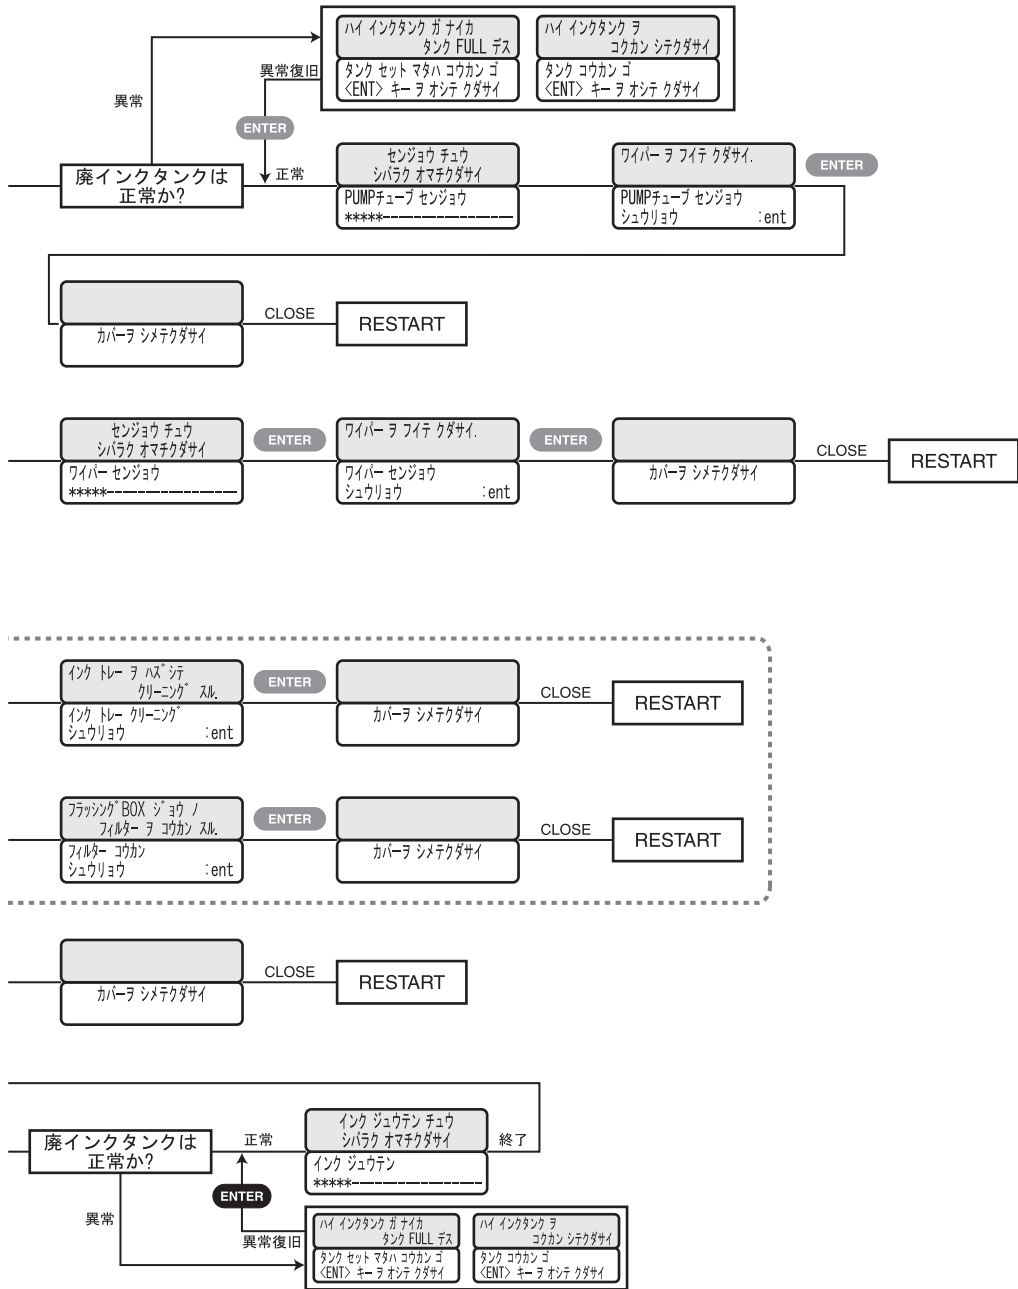 ハイ インクタンク ガ ナイカ
タンク FULL デス
タンク セット マタハ コウカン ゴ
〈ENT〉 キー ヲ オシテ クダサイ
ハイ インクタンク ヲ
コクカン シテクダサイ
タンク コウカン ゴ
〈ENT〉 キー ヲ オシテ クダサイ
異常復旧
異常
ENTER
正常
廃インクタンクは
正常か?
センジョウ チュウ
シバラク オマチクダサイ
PUMPチューブ センジョウ
*****-----------------
ワイパー ヲ フイテ クダサイ.
PUMPチューブ センジョウ
シュウリョウ :ent
ENTER
カバーヲ シメテクダサイ
CLOSE
RESTART
センジョウ チュウ
シバラク オマチクダサイ
ワイパー センジョウ
*****-----------------
ENTER
ワイパー ヲ フイテ クダサイ.
ワイパー センジョウ
シュウリョウ :ent
ENTER
カバーヲ シメテクダサイ
CLOSE
RESTART
インク トレー ヲ ハズシテ
クリーニング スル.
インク トレー クリーニング
シュウリョウ :ent
ENTER
カバーヲ シメテクダサイ
CLOSE
RESTART
フラッシングBOX ジョウ ノ
フィルター ヲ コウカン スル.
フィルター コウカン
シュウリョウ :ent
ENTER
カバーヲ シメテクダサイ
CLOSE
RESTART
カバーヲ シメテクダサイ
CLOSE
RESTART
廃インクタンクは
正常か?
正常
インク ジュウテン チュウ
シバラク オマチクダサイ
インク ジュウテン
*****-----------------
終了
ENTER
異常
異常復旧
ハイ インクタンク ガ ナイカ
タンク FULL デス
タンク セット マタハ コウカン ゴ
〈ENT〉 キー ヲ オシテ クダサイ
ハイ インクタンク ヲ
コクカン シテクダサイ
タンク コウカン ゴ
〈ENT〉 キー ヲ オシテ クダサイ